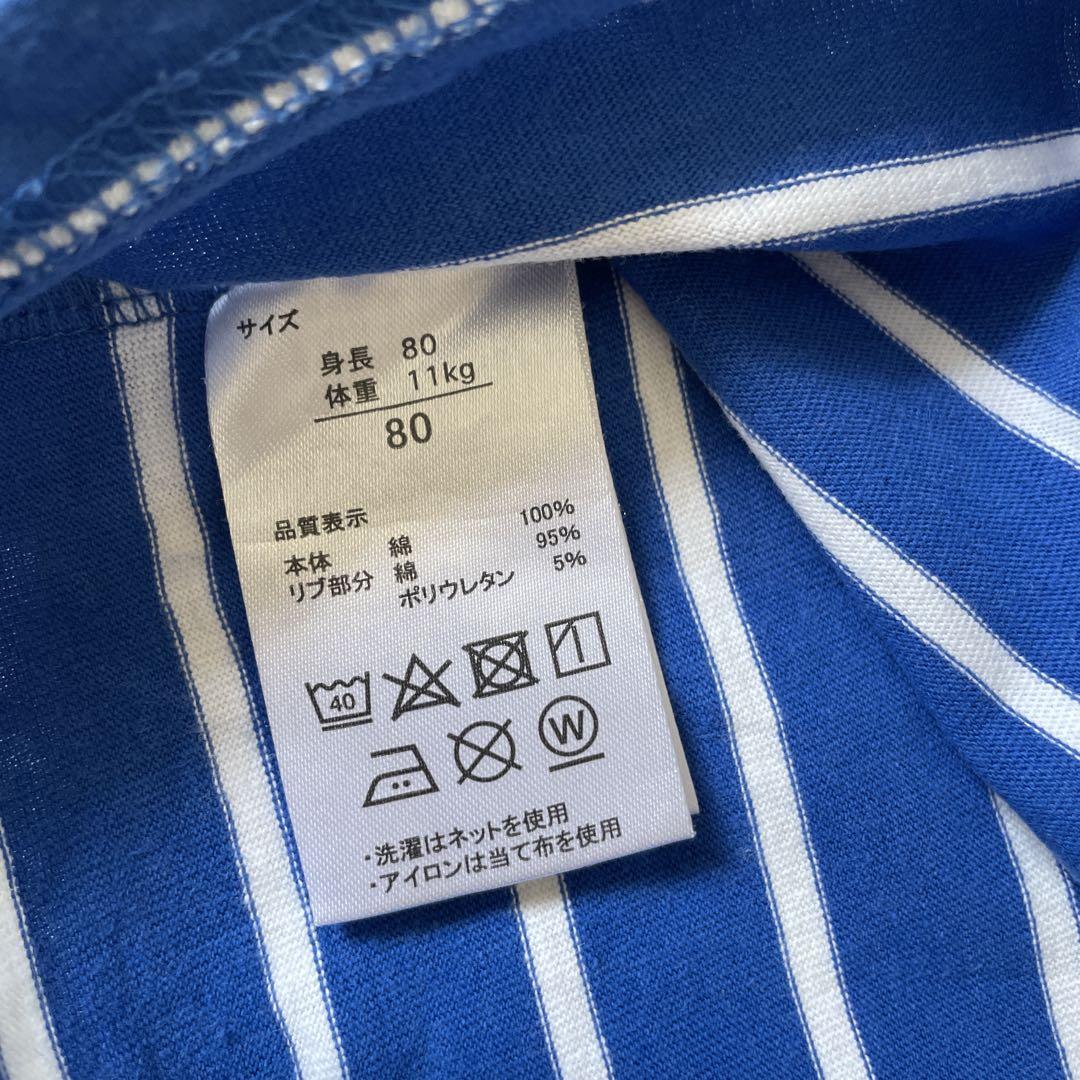 サイズ
身長 80
体重 11kg
80
品質表示
本体 綿 100%
リブ部分 綿 95%
ポリウレタン 5%
40
W
・洗濯はネットを使用
・アイロンは当て布を使用